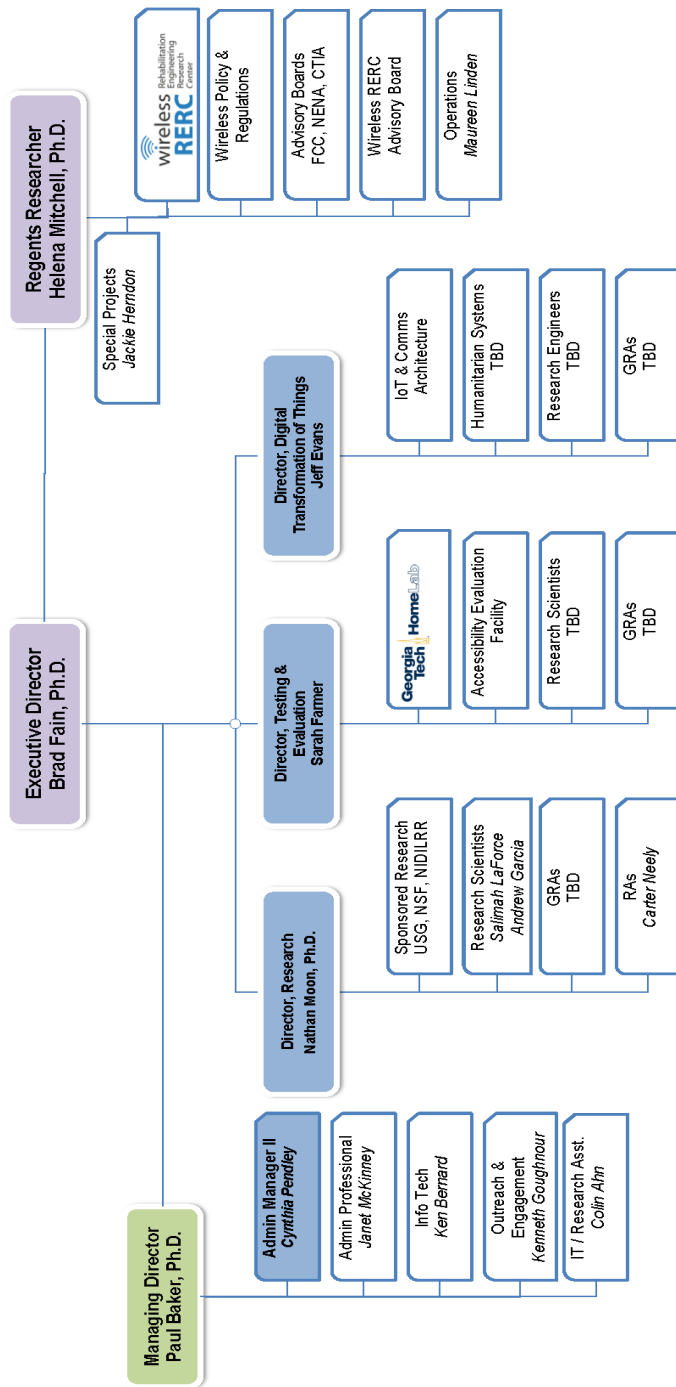 Executive Director
Brad Fain, Ph.D.
Regents Researcher
Helena Mitchell, Ph.D.
Managing Director
Paul Baker, Ph.D.
Admin Manager II
Cynthia Pendley
Admin Professional
Janet McKinney
Info Tech
Ken Bernard
Outreach &
Engagement
Kenneth Goughnour
IT / Research Asst.
Colin Ahn
Director, Research
Nathan Moon, Ph.D.
Sponsored Research
USG, NSF, NIDILRR
Research Scientists
Salimah LaForce
Andrew Garcia
GRAs
TBD
RAs
Carter Neely
Director, Testing &
Evaluation
Sarah Farmer
Georgia
Tech HomeLab
Accessibility Evaluation
Facility
Research Scientists
TBD
GRAs
TBD
Director, Digital
Transformation of Things
Jeff Evans
IoT & Comms
Architecture
Humanitarian Systems
TBD
Research Engineers
TBD
GRAs
TBD
Special Projects
Jackie Herndon
wireless
RERC
Rehabilitation
Engineering
Research
Center
Wireless Policy &
Regulations
Advisory Boards
FCC, NENA, CTIA
Wireless RERC
Advisory Board
Operations
Maureen Linden